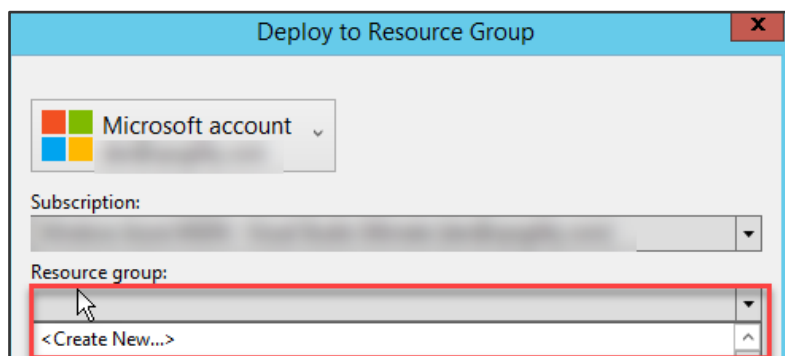 Deploy to Resource Group
X
Microsoft account
Subscription:
Resource group:
<Create New...>